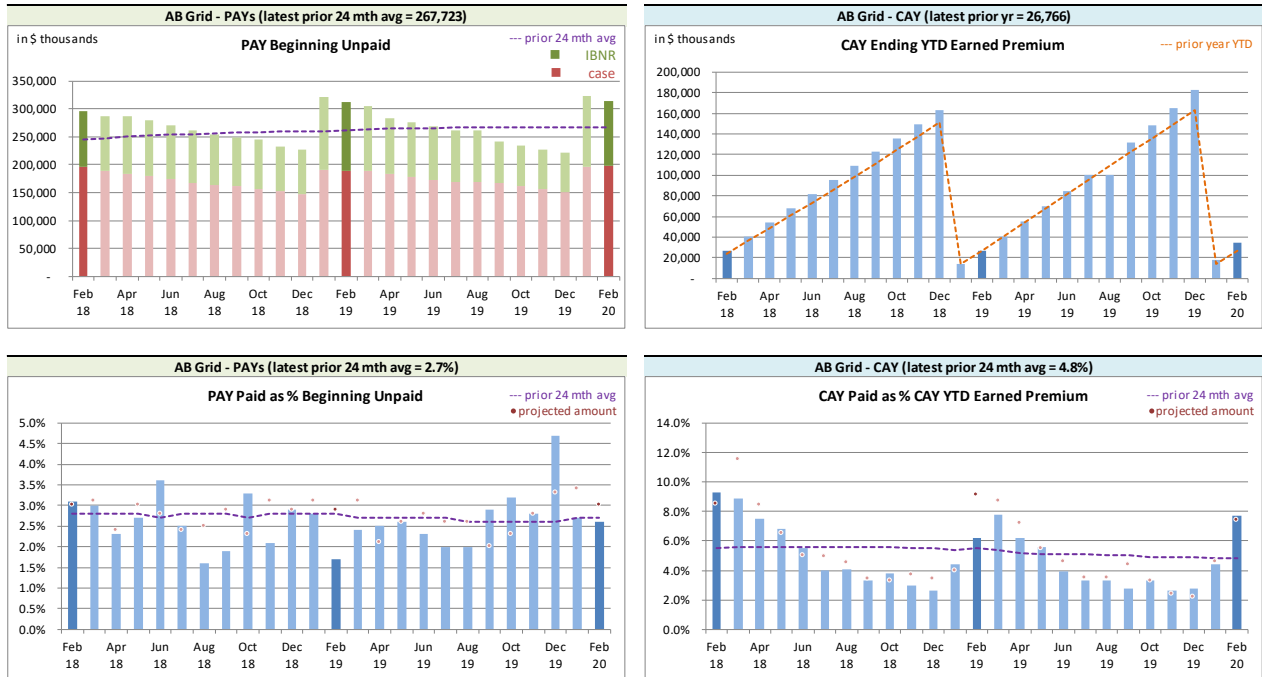 AB Grid - PAYs (latest prior 24 mth avg = 267,723)
in $ thousands
PAY Beginning Unpaid
--- prior 24 mth avg
IBNR
case
350,000
300,000
250,000
200,000
150,000
100,000
50,000
-
Feb Apr Jun Aug Oct Dec Feb Apr Jun Aug Oct Dec Feb
18 18 18 18 18 18 19 19 19 19 19 19 20
AB Grid - CAY (latest prior yr = 26,766)
in $ thousands
CAY Ending YTD Earned Premium
--- prior year YTD
200,000
180,000
160,000
140,000
120,000
100,000
80,000
60,000
40,000
20,000
-
Feb Apr Jun Aug Oct Dec Feb Apr Jun Aug Oct Dec Feb
18 18 18 18 18 18 19 19 19 19 19 19 20
AB Grid - PAYs (latest prior 24 mth avg = 2.7%)
PAY Paid as % Beginning Unpaid
--- prior 24 mth avg
•projected amount
5.0%
4.5%
4.0%
3.5%
3.0%
2.5%
2.0%
1.5%
1.0%
0.5%
0.0%
Feb Apr Jun Aug Oct Dec Feb Apr Jun Aug Oct Dec Feb
18 18 18 18 18 18 19 19 19 19 19 19 20
AB Grid - CAY (latest prior 24 mth avg = 4.8%)
CAY Paid as % CAY YTD Earned Premium
--- prior 24 mth avg
•projected amount
14.0%
12.0%
10.0%
8.0%
6.0%
4.0%
2.0%
0.0%
Feb Apr Jun Aug Oct Dec Feb Apr Jun Aug Oct Dec Feb
18 18 18 18 18 18 19 19 19 19 19 19 20